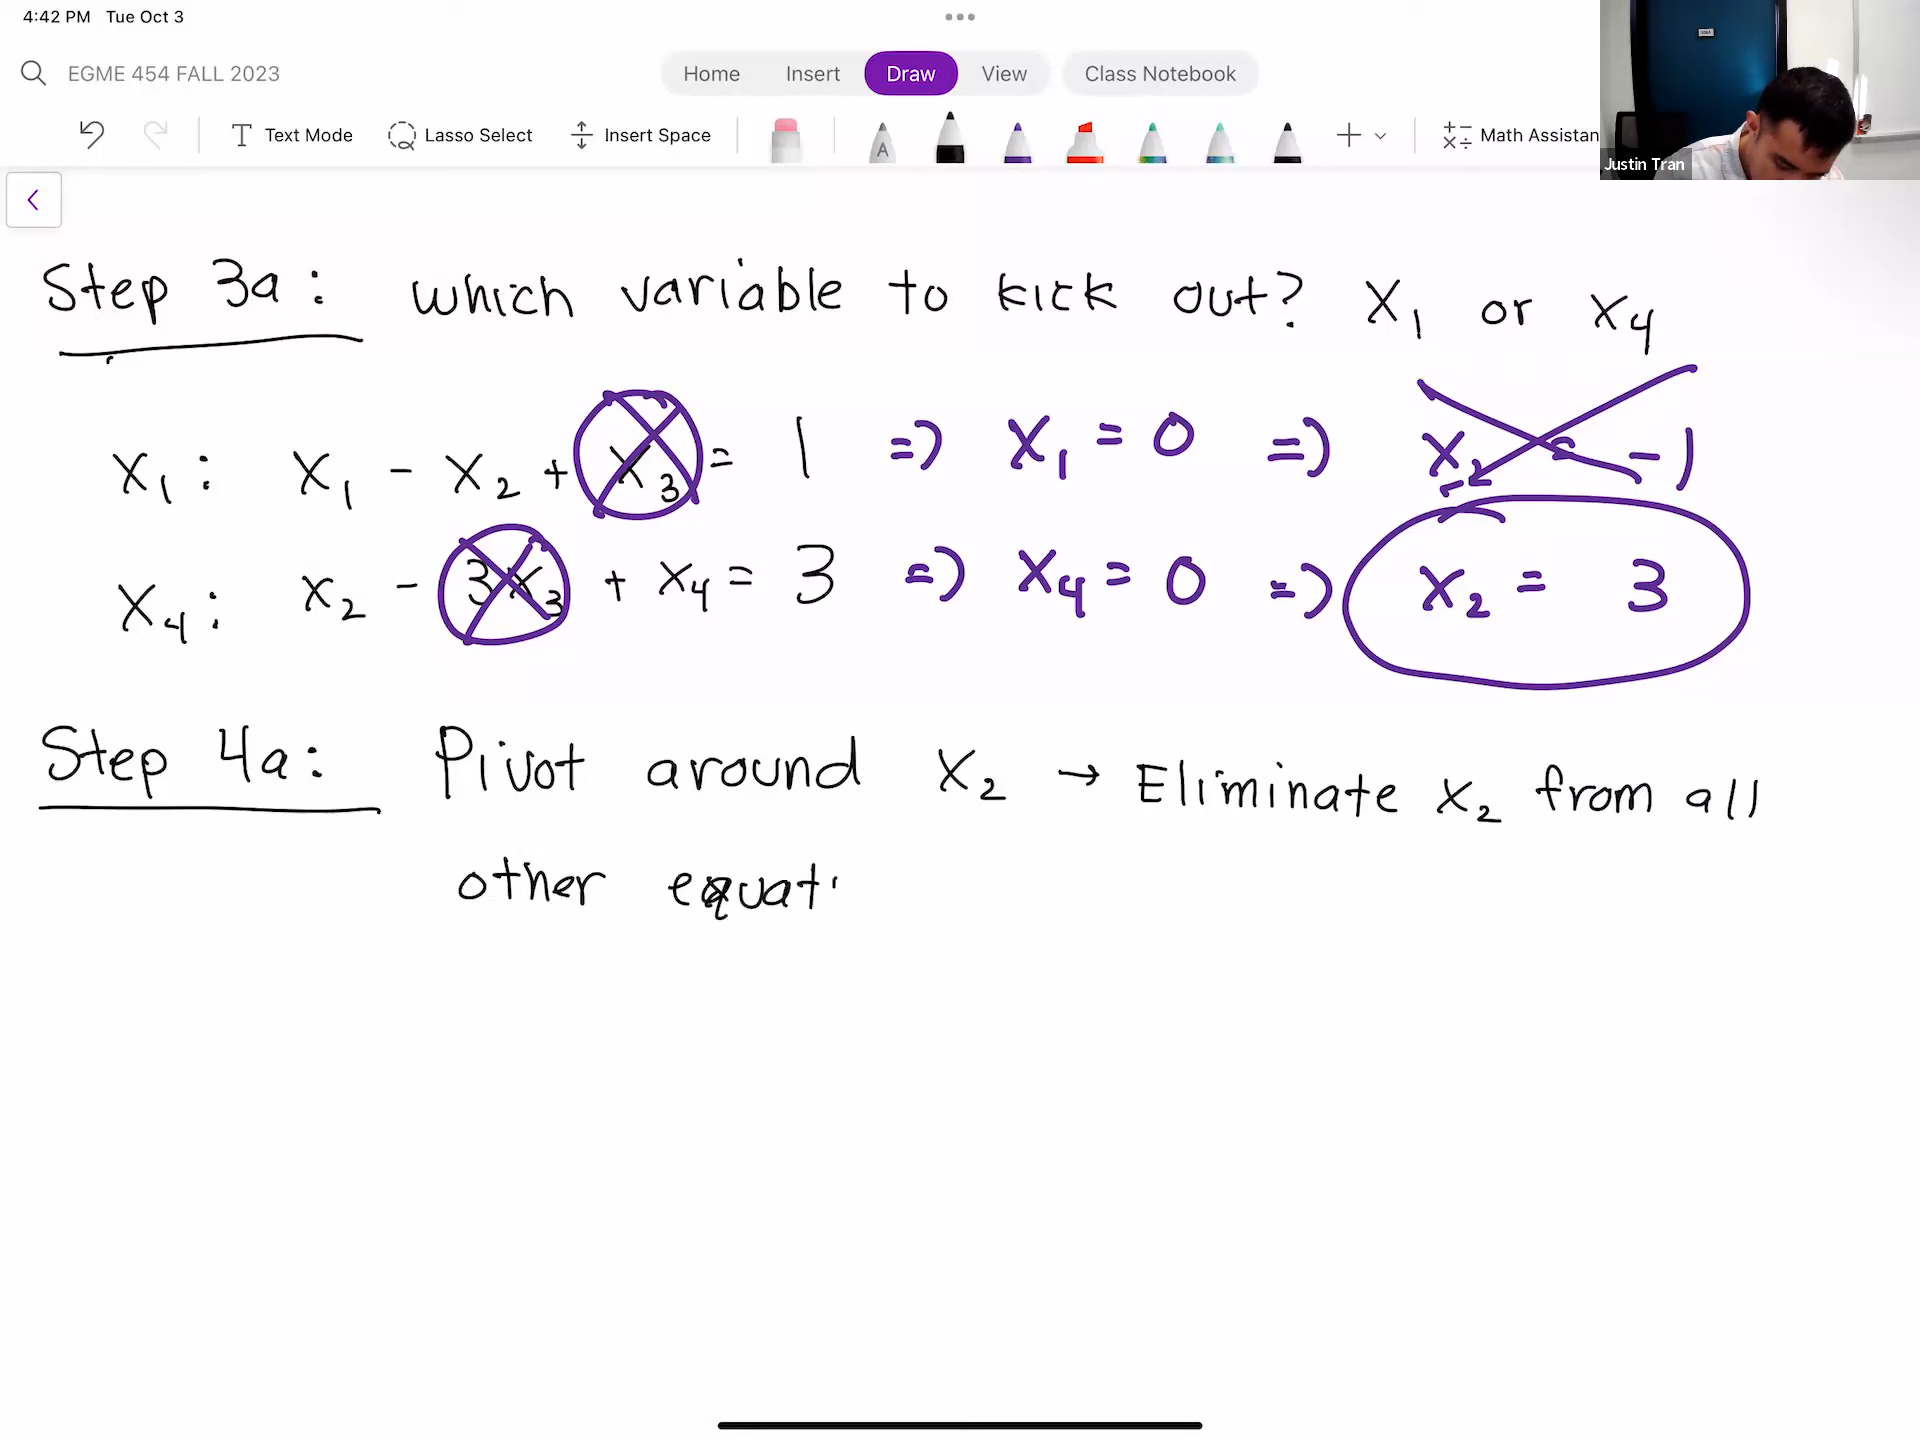 4:42 PM Tue Oct 3
EGME 454 FALL 2023
Home Insert Draw View Class Notebook
Text Mode Lasso Select Insert Space A Math Assistan
Justin Tran
Step 3a: which variable to kick out? x₁ or x₄
x₁: x₁ - x₂ + x₃ = 1 => x₁ = 0 => x₂ = -1
x₄: x₂ - 3x₃ + x₄ = 3 => x₄ = 0 => x₂ = 3
Step 4a: Pivot around x₂ → Eliminate x₂ from all
other equati